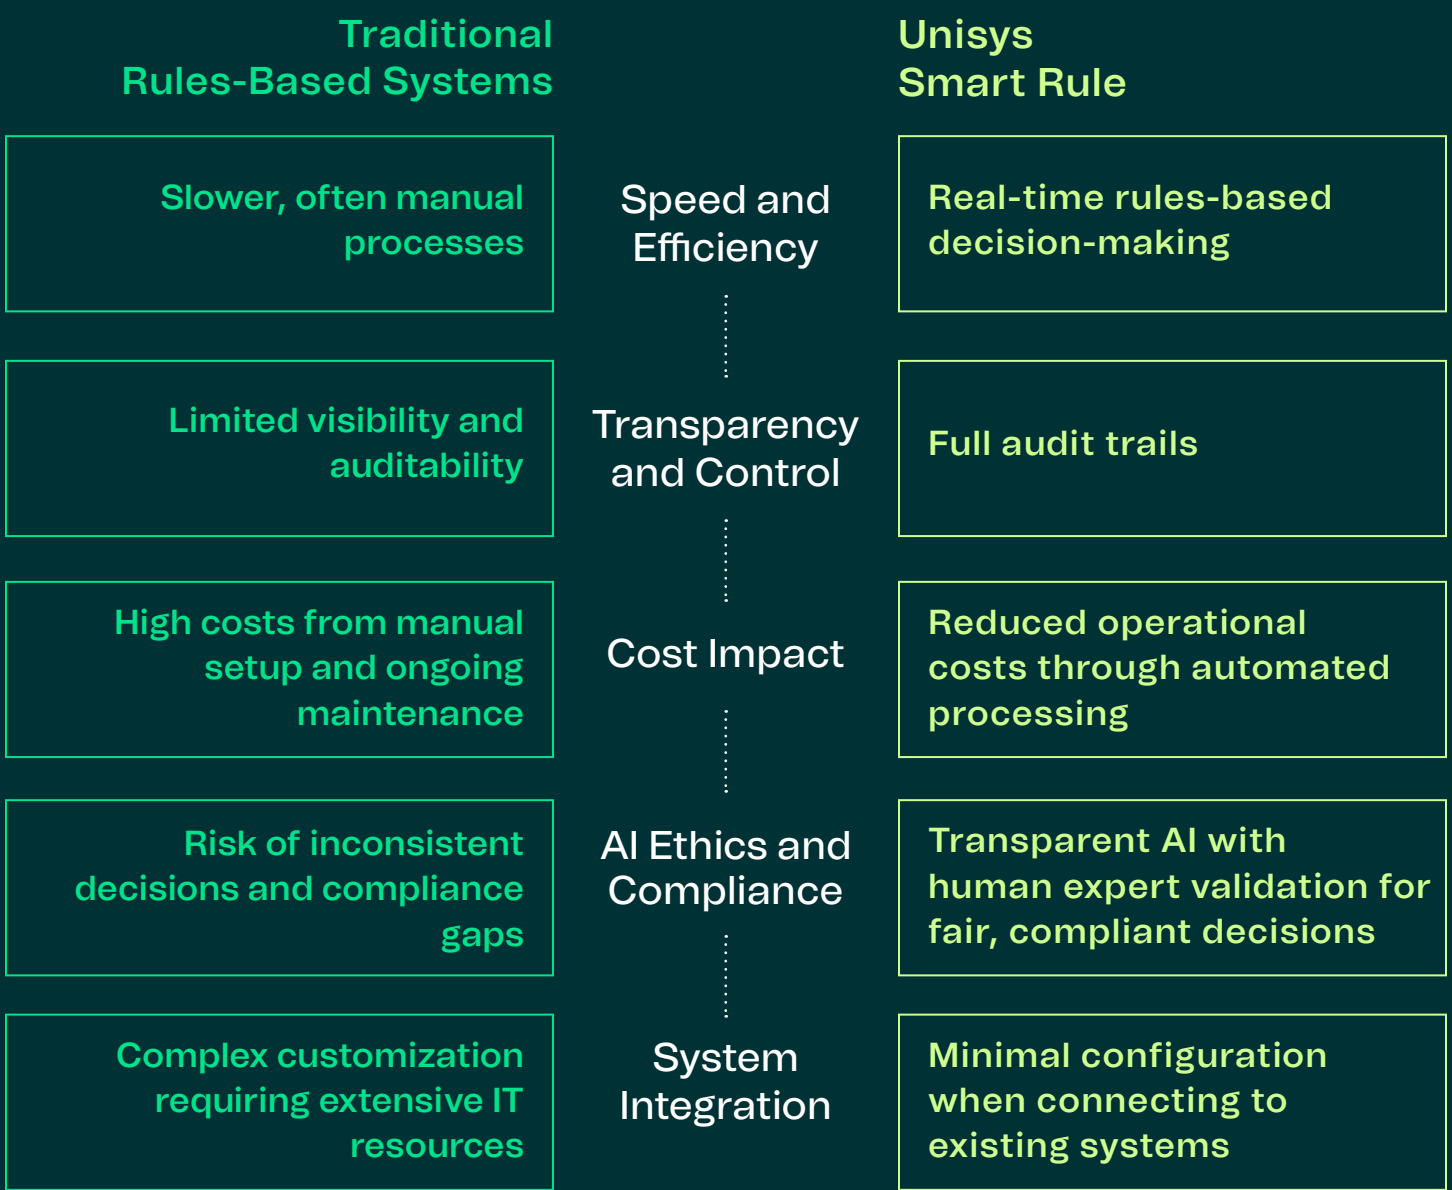 Traditional
Rules-Based Systems
Unisys
Smart Rule
Slower, often manual
processes
Speed and
Efficiency
Real-time rules-based
decision-making
Limited visibility and
auditability
Transparency
and Control
Full audit trails
High costs from manual
setup and ongoing
maintenance
Cost Impact
Reduced operational
costs through automated
processing
Risk of inconsistent
decisions and compliance
gaps
AI Ethics and
Compliance
Transparent AI with
human expert validation for
fair, compliant decisions
Complex customization
requiring extensive IT
resources
System
Integration
Minimal configuration
when connecting to
existing systems